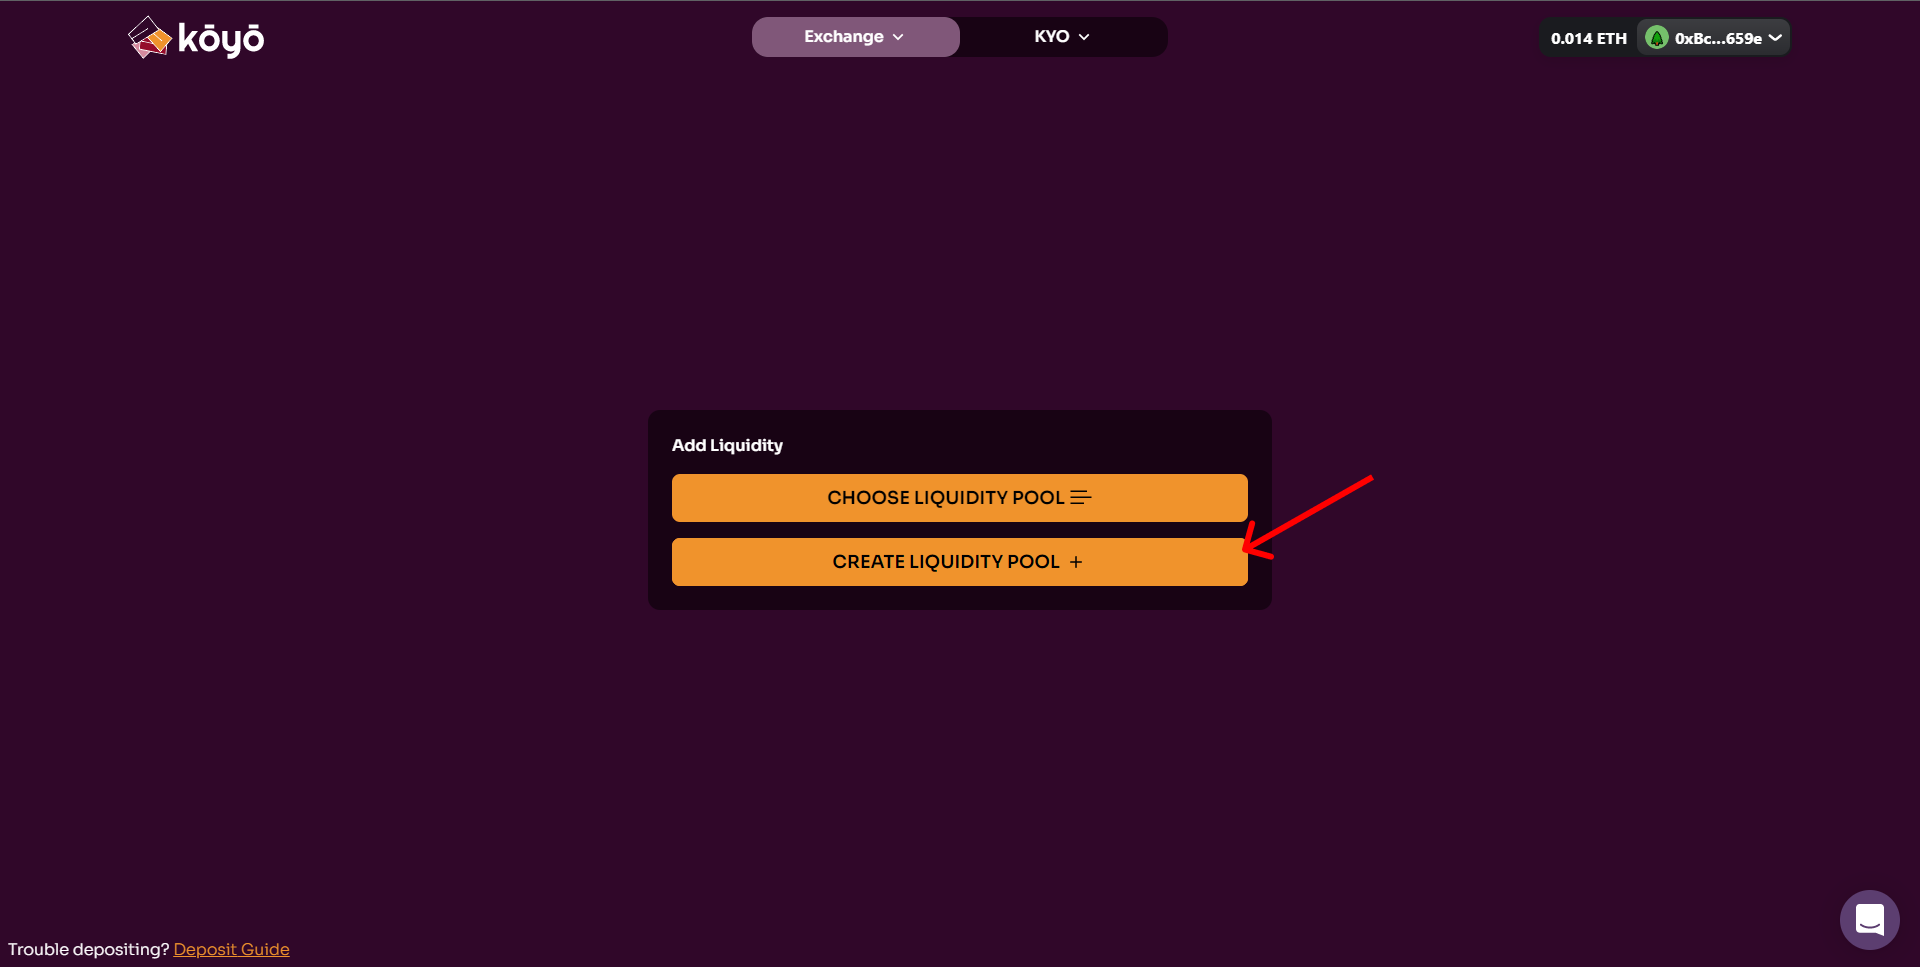 kōyō
Exchange
KYO
0.014 ETH
0xBc...659e
Add Liquidity
CHOOSE LIQUIDITY POOL
CREATE LIQUIDITY POOL +
Trouble depositing? Deposit Guide